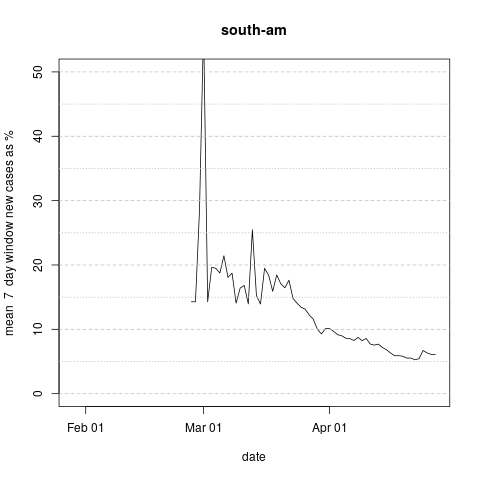 south-am
mean 7 day window new cases as %
50
40
30
20
10
0
Feb 01
Mar 01
Apr 01
date